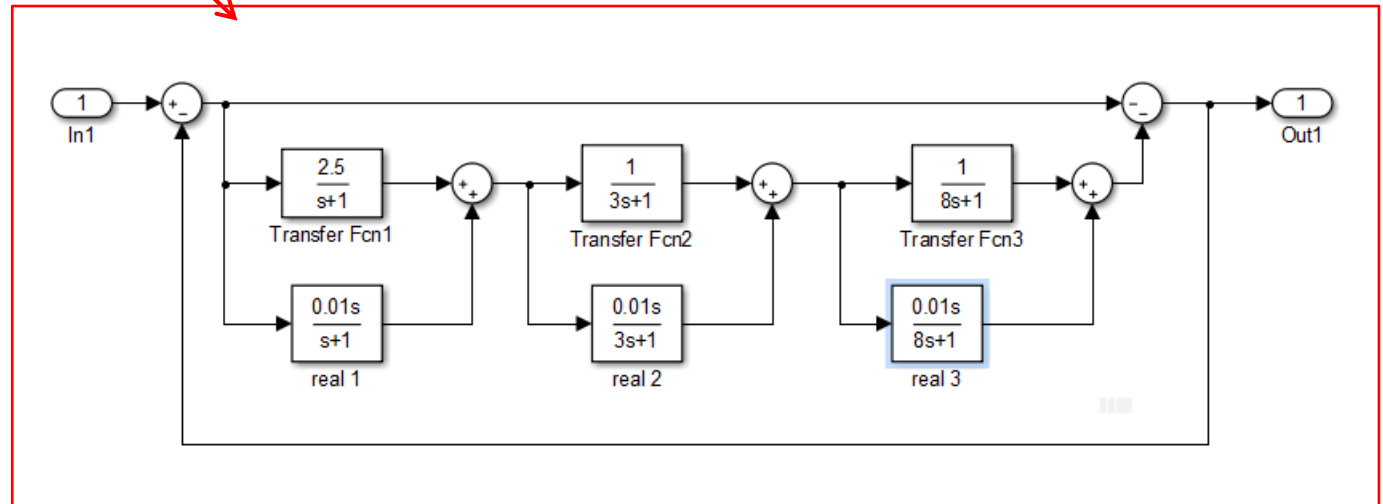 1
In1
+
−
−
−
1
Out1
2.5
s+1
Transfer Fcn1
+
+
1
3s+1
Transfer Fcn2
+
+
1
8s+1
Transfer Fcn3
+
+
0.01s
s+1
real 1
0.01s
3s+1
real 2
0.01s
8s+1
real 3